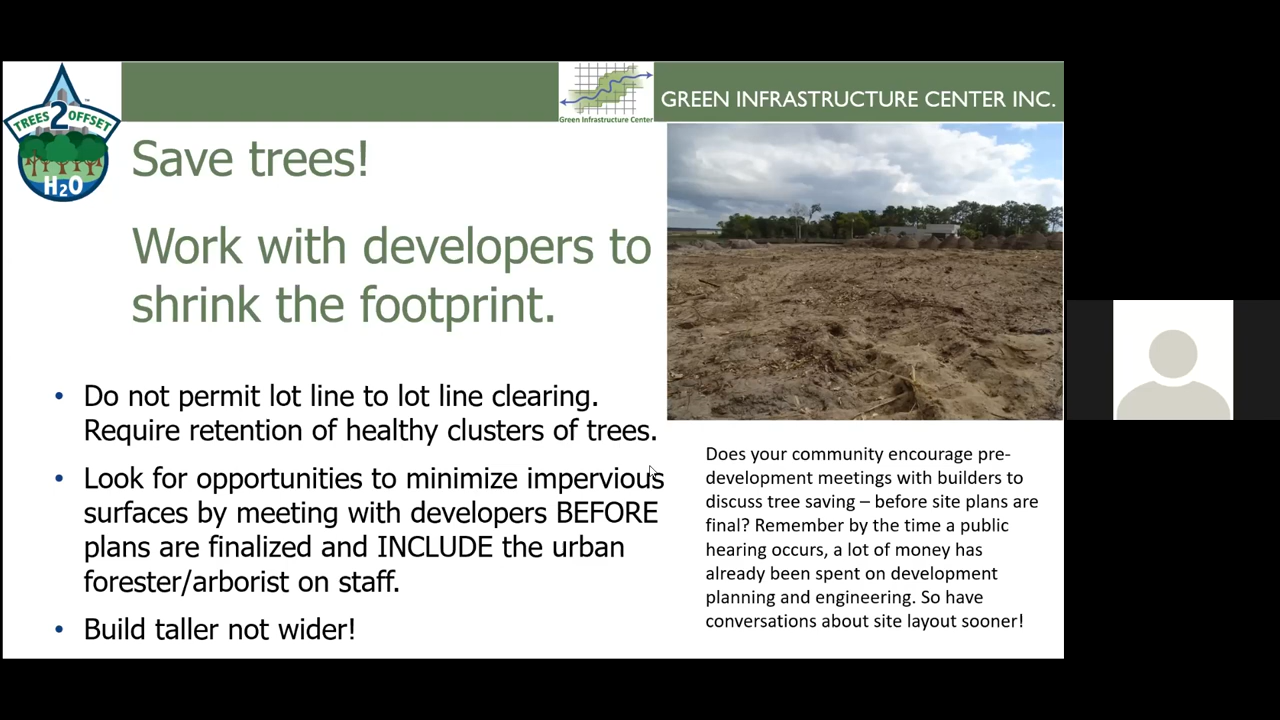 TREES 2 OFFSET
H2O
Green Infrastructure Center
GREEN INFRASTRUCTURE CENTER INC.
Save trees!
Work with developers to
shrink the footprint.
• Do not permit lot line to lot line clearing.
Require retention of healthy clusters of trees.
• Look for opportunities to minimize impervious
surfaces by meeting with developers BEFORE
plans are finalized and INCLUDE the urban
forester/arborist on staff.
• Build taller not wider!
Does your community encourage pre-
development meetings with builders to
discuss tree saving – before site plans are
final? Remember by the time a public
hearing occurs, a lot of money has
already been spent on development
planning and engineering. So have
conversations about site layout sooner!